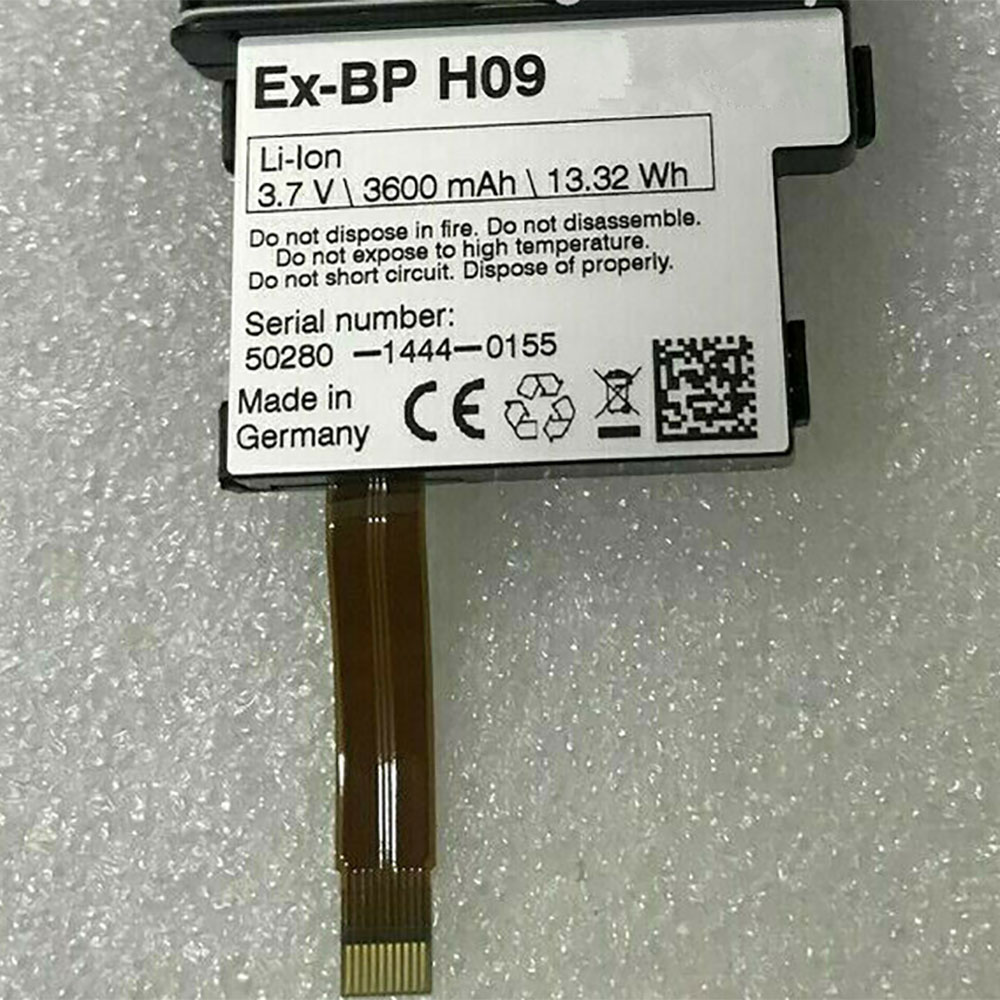 Ex-BP H09
Li-Ion
3.7 V \ 3600 mAh \ 13.32 Wh
Do not dispose in fire. Do not disassemble.
Do not expose to high temperature.
Do not short circuit. Dispose of properly.
Serial number:
50280 —1444—0155
Made in
Germany
CE